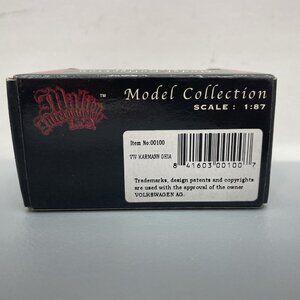 Model Collection
SCALE : 1:87
Item No:00100
VW KARMANN GHIA
8 41603 00100 7
Trademarks, design patents and copyrights
are used with the approval of the owner
VOLKSWAGEN AG.